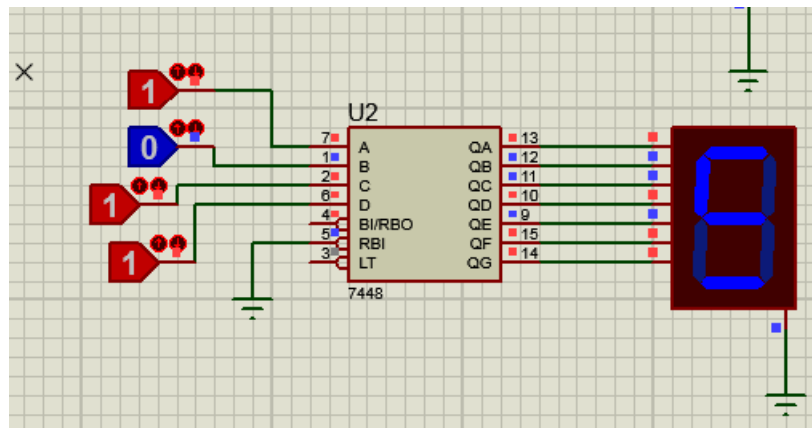 1
0
1
1
U2
7 A QA 13
1 B QB 12
2 C QC 11
6 D QD 10
4 BI/RBO QE 9
5 RBI QF 15
3 LT QG 14
7448